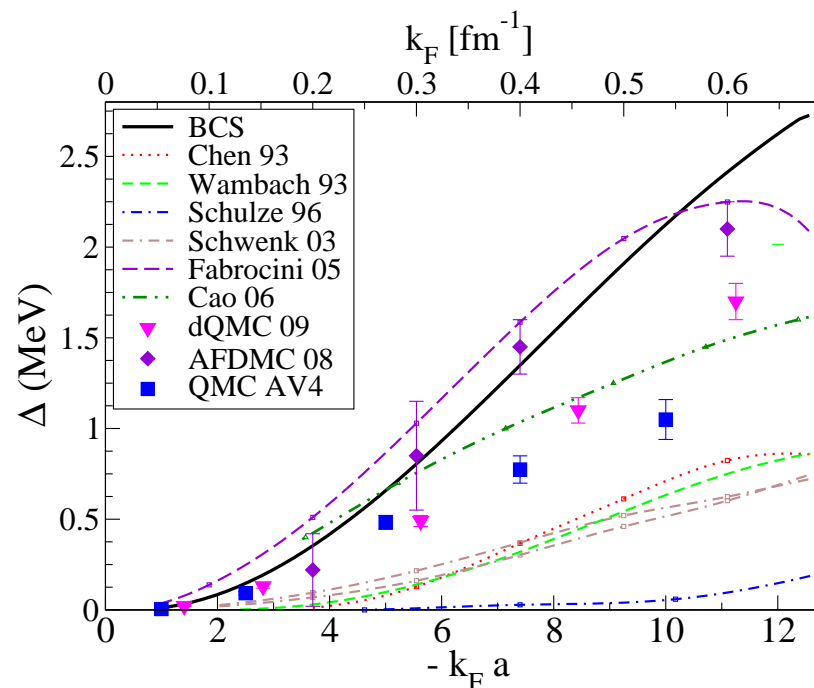 k_F [fm^-1]
0 0.1 0.2 0.3 0.4 0.5 0.6
BCS
Chen 93
Wambach 93
Schulze 96
Schwenk 03
Fabrocini 05
Cao 06
dQMC 09
AFDMC 08
QMC AV4
Δ (MeV)
2.5
2
1.5
1
0.5
0
0 2 4 6 8 10 12
- k_F a